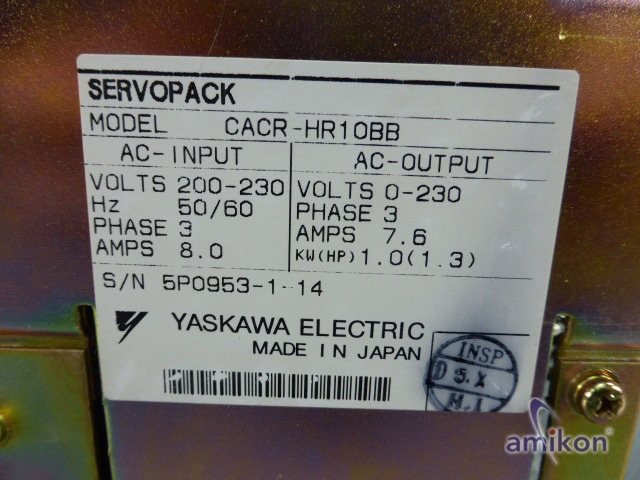 SERVOPACK
MODEL CACR-HR10BB
AC-INPUT
VOLTS 200-230
Hz 50/60
PHASE 3
AMPS 8.0
AC-OUTPUT
VOLTS 0-230
PHASE 3
AMPS 7.6
KW(HP) 1.0(1.3)
S/N 5P0953-1-14
YASKAWA ELECTRIC
MADE IN JAPAN
INSP
D 5.X
H.I
amikon